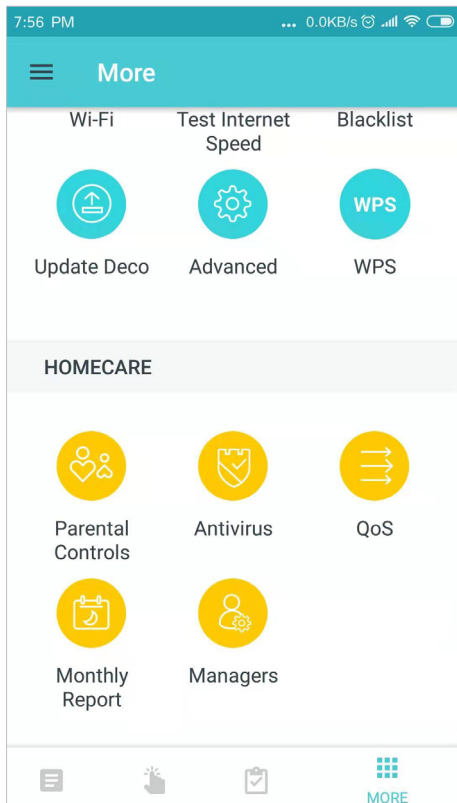 7:56 PM ... 0.0KB/s
More
Wi-Fi Test Internet Speed Blacklist
Update Deco Advanced WPS WPS
HOMECARE
Parental Controls Antivirus QoS
Monthly Report Managers
MORE